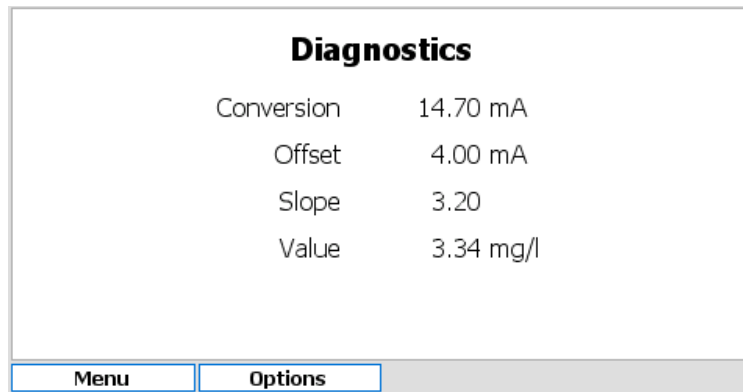 Diagnostics
Conversion 14.70 mA
Offset 4.00 mA
Slope 3.20
Value 3.34 mg/l
Menu Options